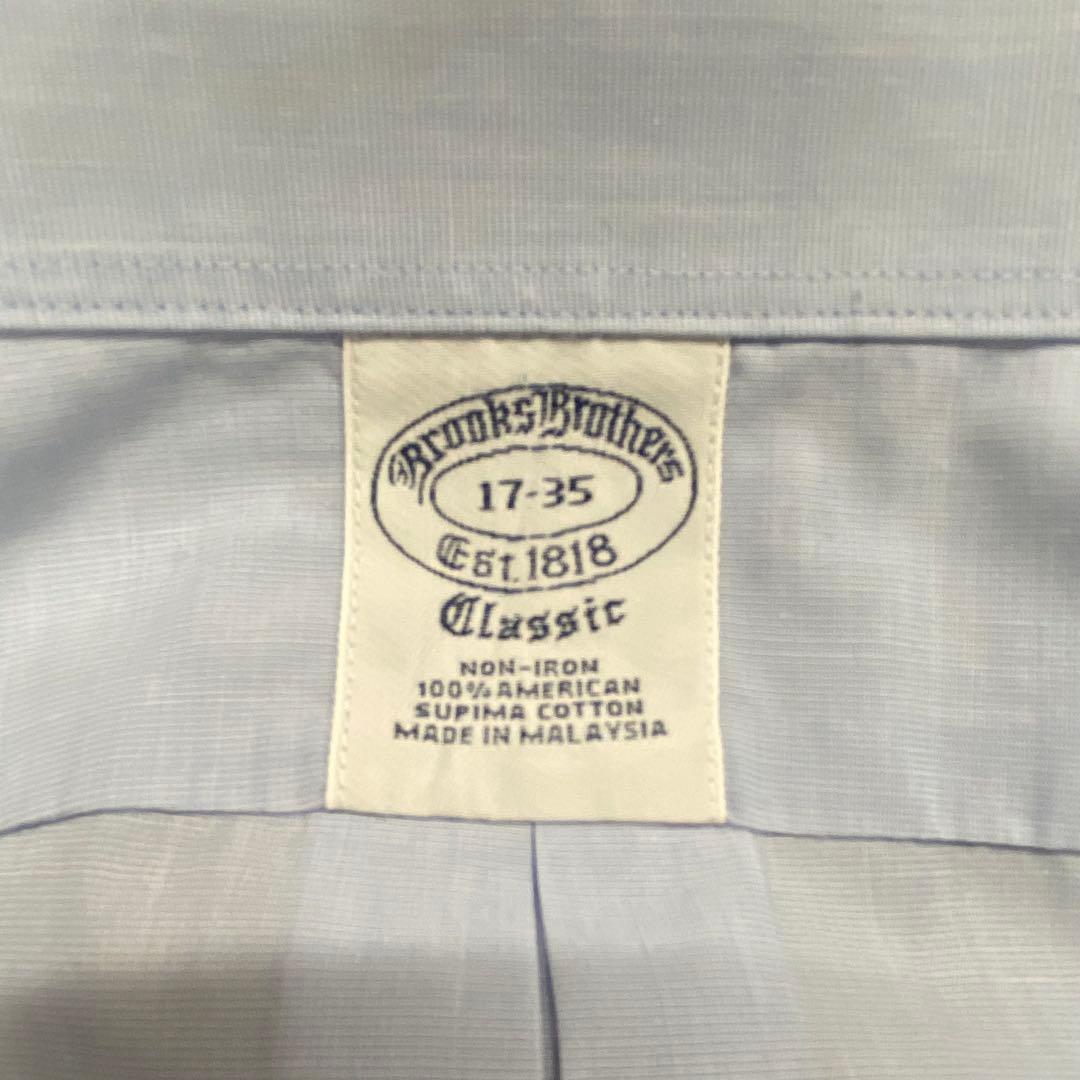 Brooks Brothers
17-35
Est. 1818
Classic
NON-IRON
100% AMERICAN
SUPIMA COTTON
MADE IN MALAYSIA